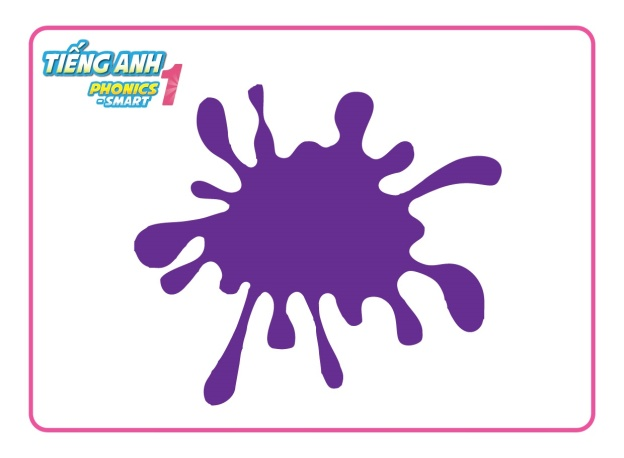 TIẾNG ANH
PHONICS
-SMART 1